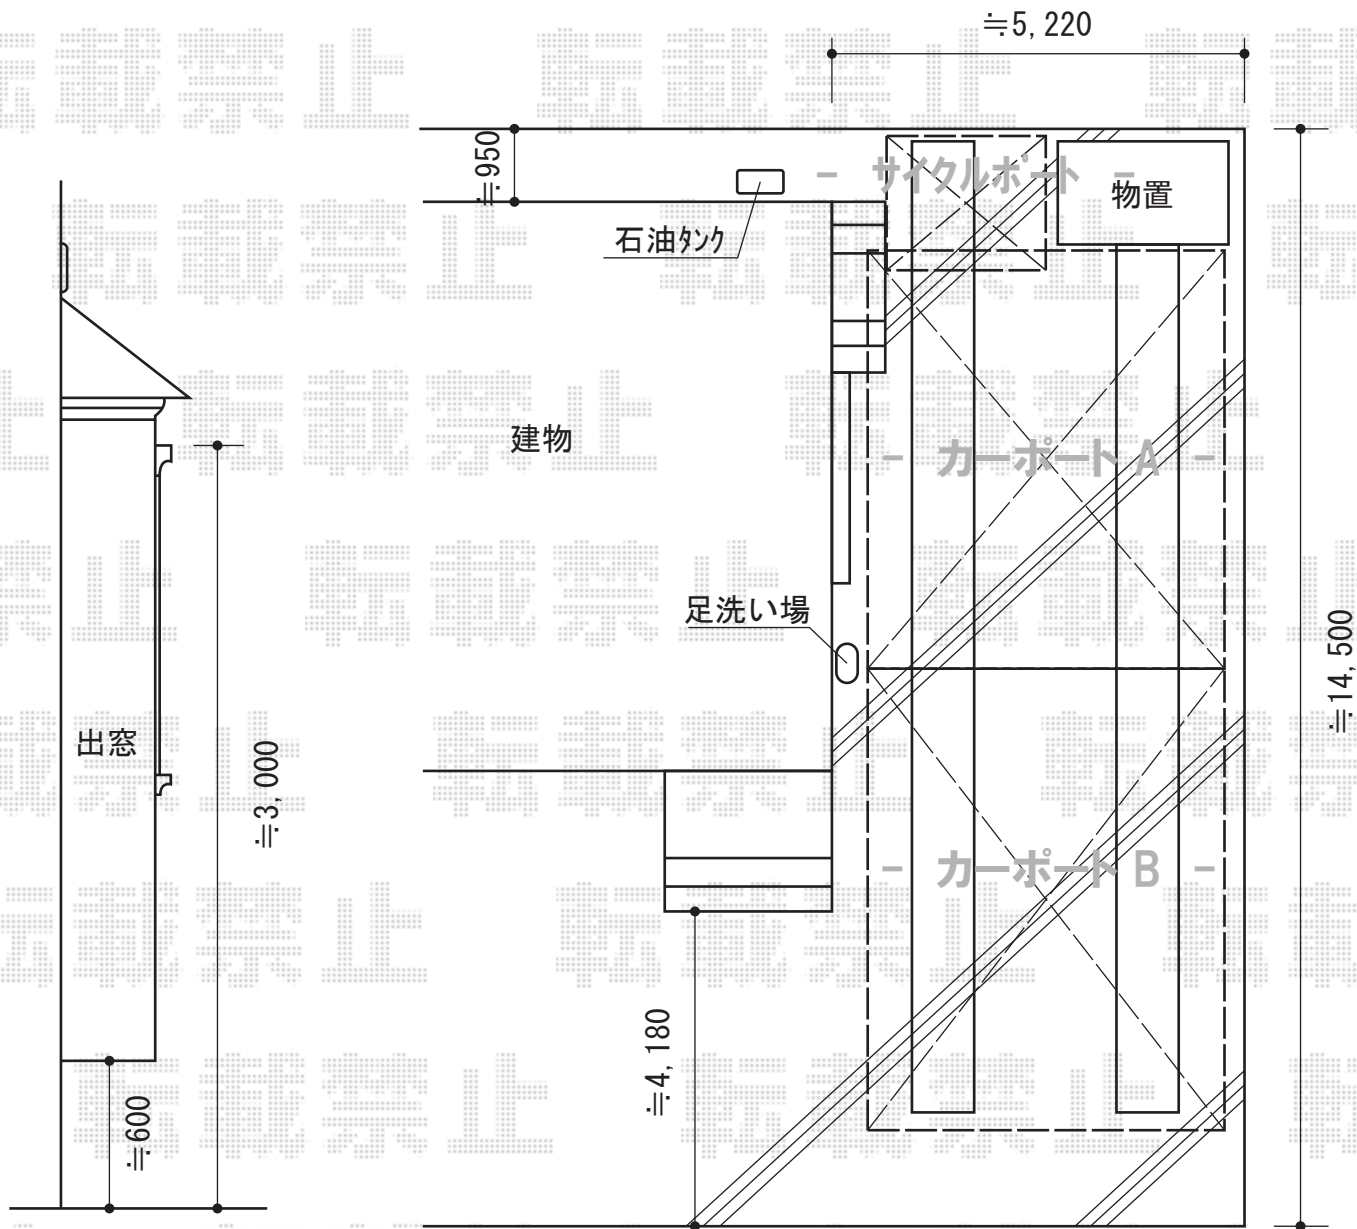 ≒5,220
≒950
- サイクルポート -
物置
石油タンク
建物
- カーポート A -
足洗い場
≒14,500
出窓
≒3,000
- カーポート B -
≒4,180
≒600
転載禁止